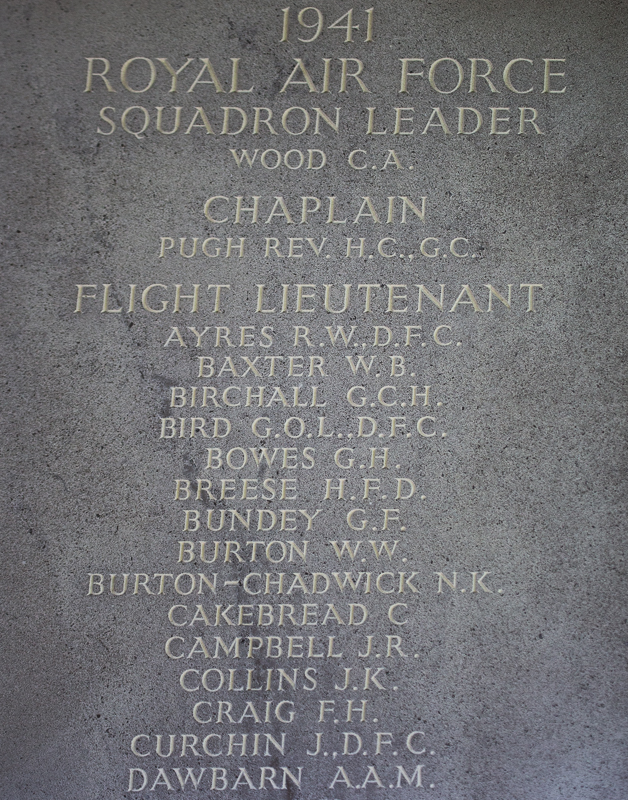 1941
ROYAL AIR FORCE
SQUADRON LEADER
WOOD C.A.
CHAPLAIN
PUGH REV. H.C.,G.C.
FLIGHT LIEUTENANT
AYRES R.W.,D.F.C.
BAXTER W.B.
BIRCHALL G.C.H.
BIRD G.O.L.,D.F.C.
BOWES G.H.
BREESE H.F.D.
BUNDEY G.F.
BURTON W.W.
BURTON-CHADWICK N.K.
CAKEBREAD C
CAMPBELL J.R.
COLLINS J.K.
CRAIG F.H.
CURCHIN J.,D.F.C.
DAWBARN A.A.M.